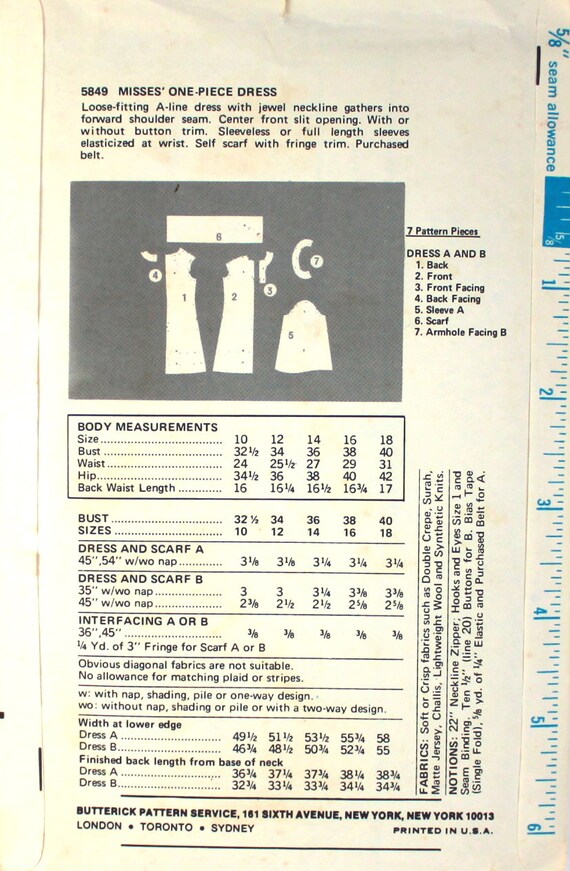 5849 MISSES' ONE-PIECE DRESS
Loose-fitting A-line dress with jewel neckline gathers into
forward shoulder seam. Center front slit opening. With or
without button trim. Sleeveless or full length sleeves
elasticized at wrist. Self scarf with fringe trim. Purchased
belt.
6
4
1
2
3
7
5
7 Pattern Pieces
DRESS A AND B
1. Back
2. Front
3. Front Facing
4. Back Facing
5. Sleeve A
6. Scarf
7. Armhole Facing B
BODY MEASUREMENTS
Size 10 12 14 16 18
Bust 32½ 34 36 38 40
Waist 24 25½ 27 29 31
Hip 34½ 36 38 40 42
Back Waist Length 16 16¼ 16½ 16¾ 17
BUST 32½ 34 36 38 40
SIZES 10 12 14 16 18
DRESS AND SCARF A
45",54" w/wo nap 3⅛ 3⅛ 3¼ 3¼ 3¼
DRESS AND SCARF B
35" w/wo nap 3 3 3¼ 3⅜ 3⅜
45" w/wo nap 2⅜ 2½ 2½ 2⅝ 2⅝
INTERFACING A OR B
36",45" ⅜ ⅜ ⅜ ⅜ ⅜
¼ Yd. of 3" Fringe for Scarf A or B
Obvious diagonal fabrics are not suitable.
No allowance for matching plaid or stripes.
w: with nap, shading, pile or one-way design.
wo: without nap, shading or pile or with a two-way design.
Width at lower edge
Dress A 49½ 51½ 53½ 55¾ 58
Dress B 46¾ 48½ 50¾ 52¾ 55
Finished back length from base of neck
Dress A 36¾ 37¼ 37¾ 38¼ 38¾
Dress B 32¾ 33¼ 33¾ 34¼ 34¾
FABRICS: Soft or Crisp fabrics such as Double Crepe, Surah,
Matte Jersey, Challis, Lightweight Wool and Synthetic Knits.
NOTIONS: 22" Neckline Zipper; Hooks and Eyes Size 1 and
Seam Binding. Ten ½" (line 20) Buttons for B. Bias Tape
(Single Fold), ⅝ yd. of ¼" Elastic and Purchased Belt for A.
BUTTERICK PATTERN SERVICE, 161 SIXTH AVENUE, NEW YORK, NEW YORK 10013
LONDON • TORONTO • SYDNEY
PRINTED IN U.S.A.
5/8" seam allowance
5/8
1
2
3
4
5
6